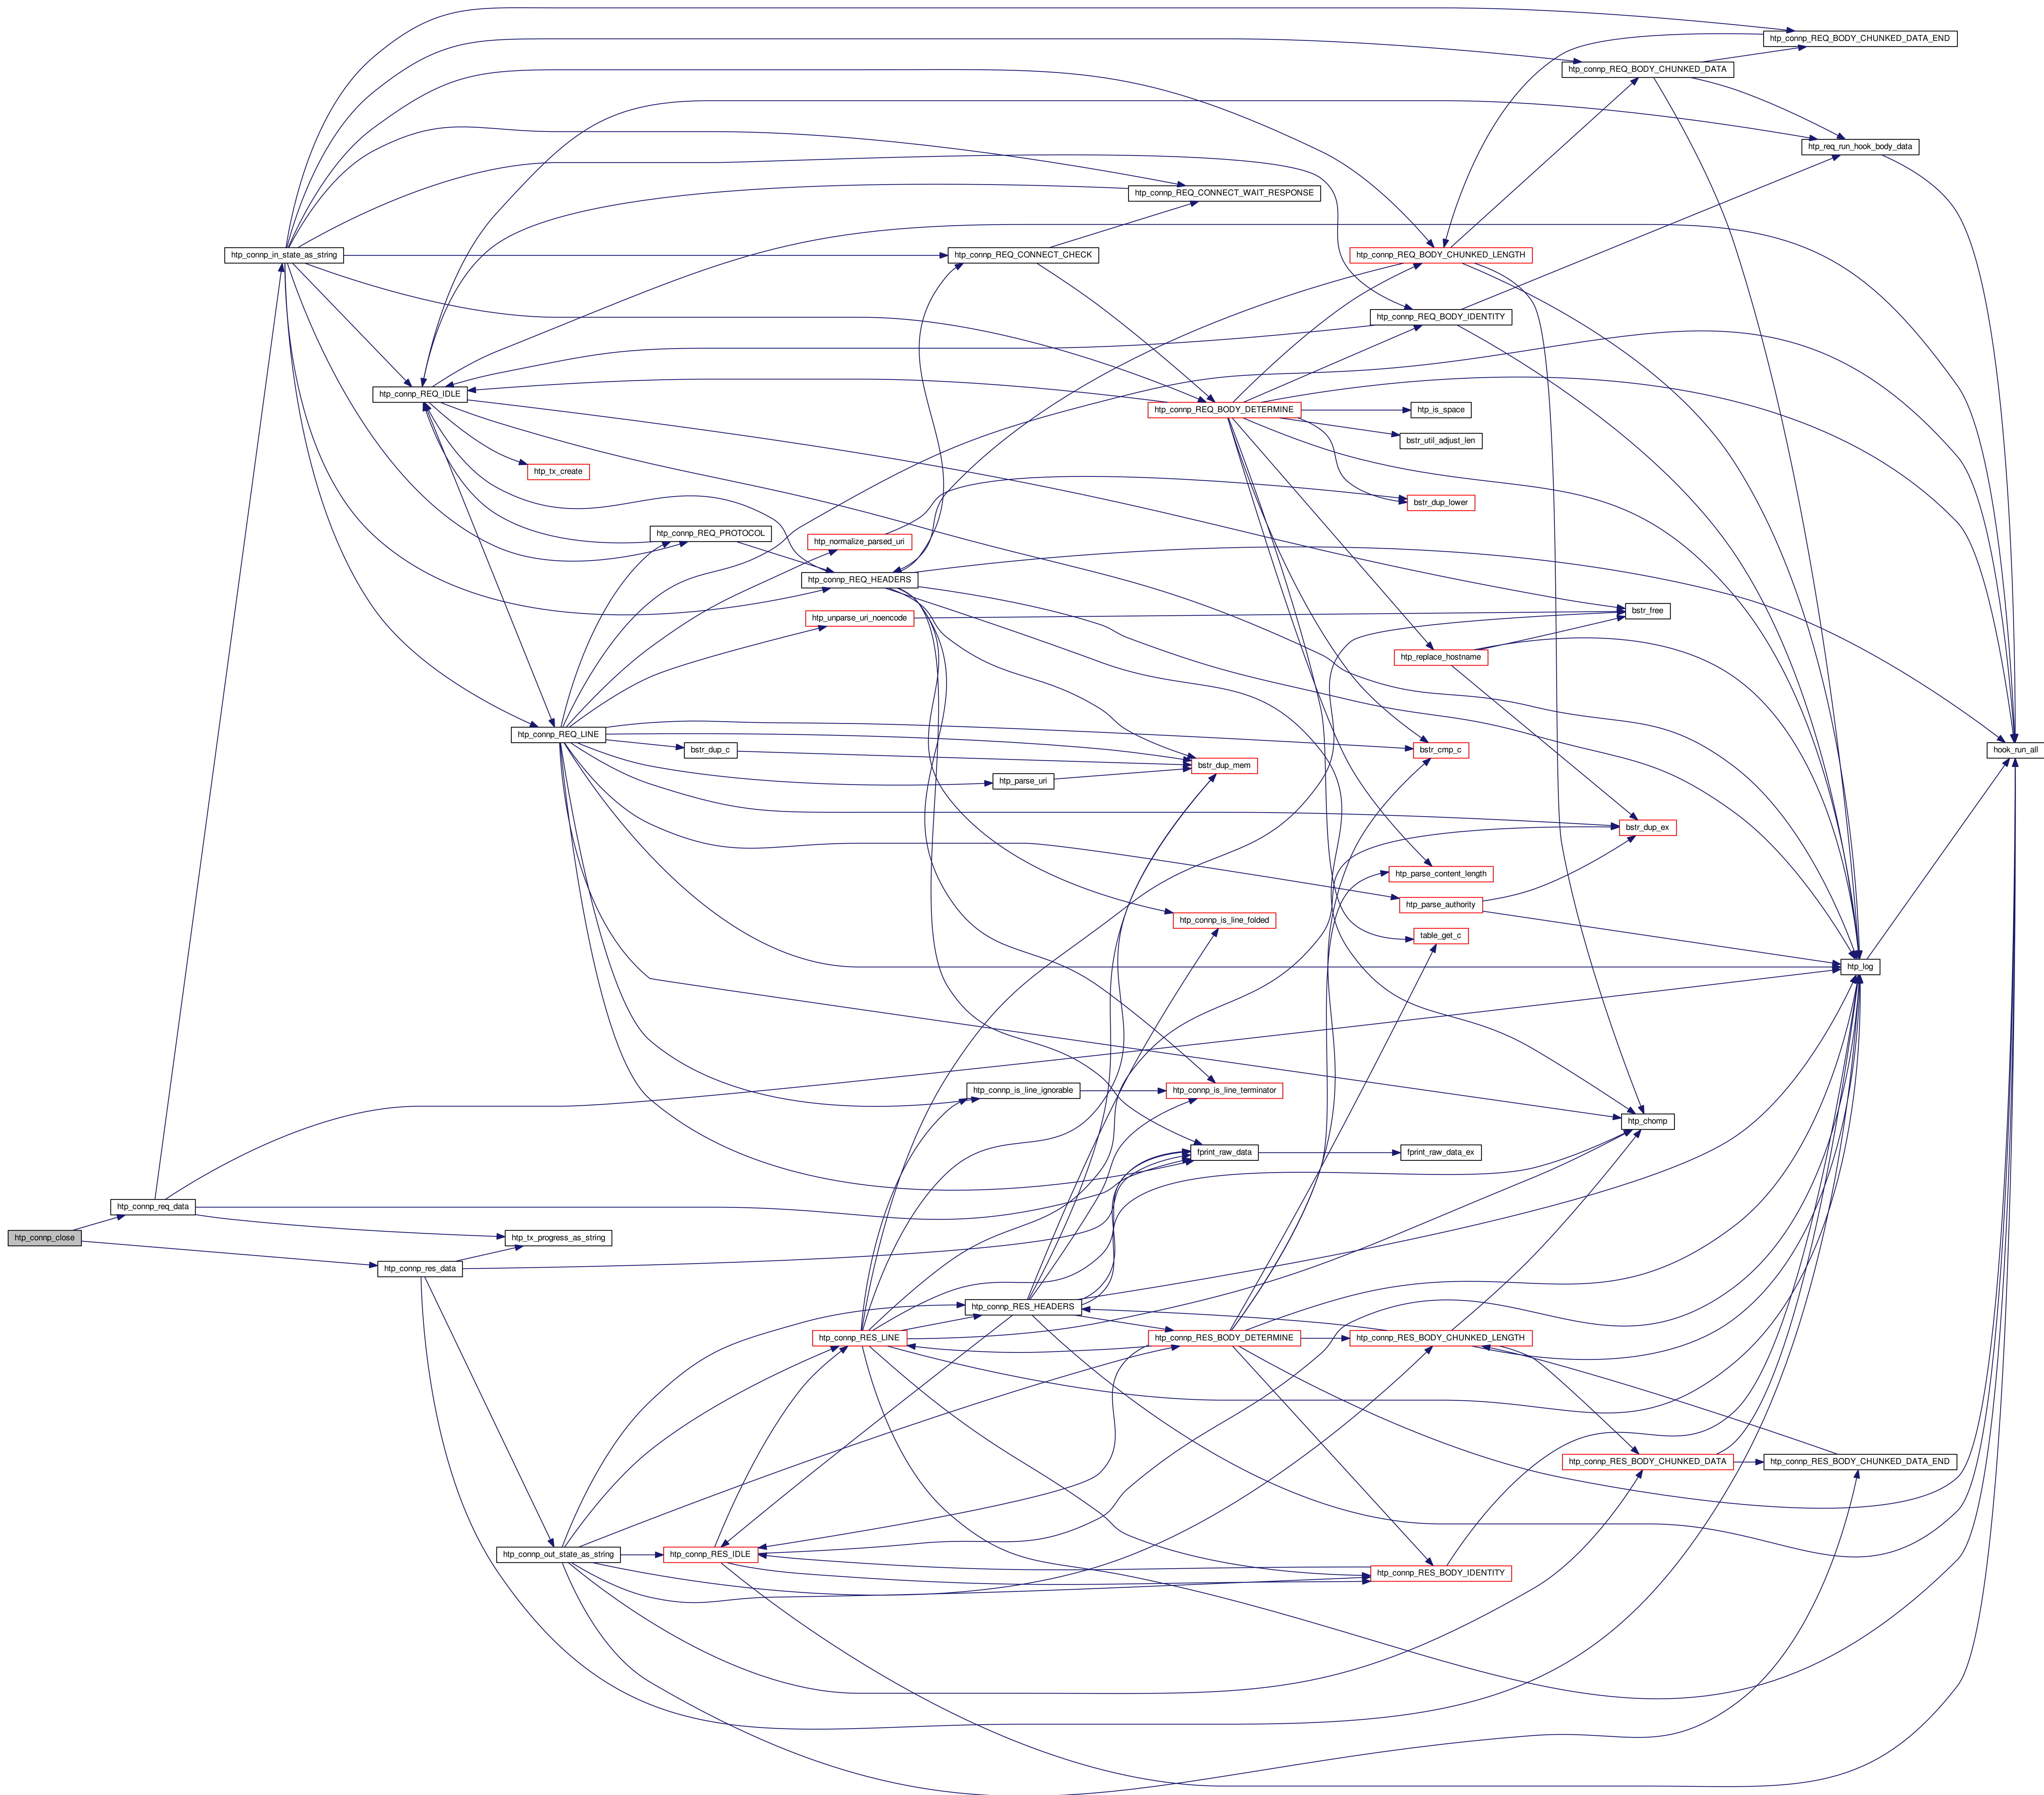 htp_connp_REQ_BODY_CHUNKED_DATA_END
htp_connp_REQ_BODY_CHUNKED_DATA
htp_req_run_hook_body_data
htp_connp_REQ_CONNECT_WAIT_RESPONSE
htp_connp_in_state_as_string
htp_connp_REQ_CONNECT_CHECK
htp_connp_REQ_BODY_CHUNKED_LENGTH
htp_connp_REQ_BODY_IDENTITY
htp_connp_REQ_IDLE
htp_connp_REQ_BODY_DETERMINE
htp_is_space
bstr_util_adjust_len
htp_tx_create
bstr_dup_lower
htp_connp_REQ_PROTOCOL
htp_normalize_parsed_uri
htp_connp_REQ_HEADERS
htp_unparse_uri_noencode
bstr_free
htp_replace_hostname
htp_connp_REQ_LINE
bstr_dup_c
bstr_cmp_c
hook_run_all
bstr_dup_mem
htp_parse_uri
bstr_dup_ex
htp_parse_content_length
htp_parse_authority
htp_connp_is_line_folded
table_get_c
htp_log
htp_connp_is_line_ignorable
htp_connp_is_line_terminator
htp_chomp
fprint_raw_data
fprint_raw_data_ex
htp_connp_req_data
htp_connp_close
htp_tx_progress_as_string
htp_connp_res_data
htp_connp_RES_HEADERS
htp_connp_RES_LINE
htp_connp_RES_BODY_DETERMINE
htp_connp_RES_BODY_CHUNKED_LENGTH
htp_connp_RES_BODY_CHUNKED_DATA
htp_connp_RES_BODY_CHUNKED_DATA_END
htp_connp_out_state_as_string
htp_connp_RES_IDLE
htp_connp_RES_BODY_IDENTITY